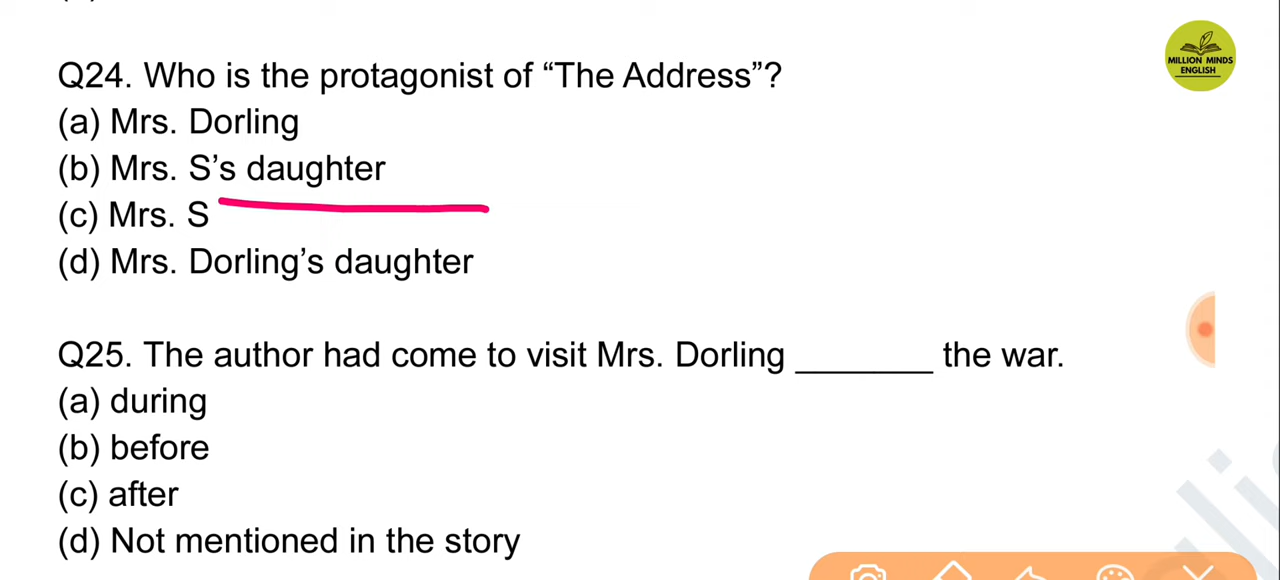 MILLION MINDS
ENGLISH
Q24. Who is the protagonist of “The Address”?
(a) Mrs. Dorling
(b) Mrs. S’s daughter
(c) Mrs. S
(d) Mrs. Dorling’s daughter
Q25. The author had come to visit Mrs. Dorling ________ the war.
(a) during
(b) before
(c) after
(d) Not mentioned in the story